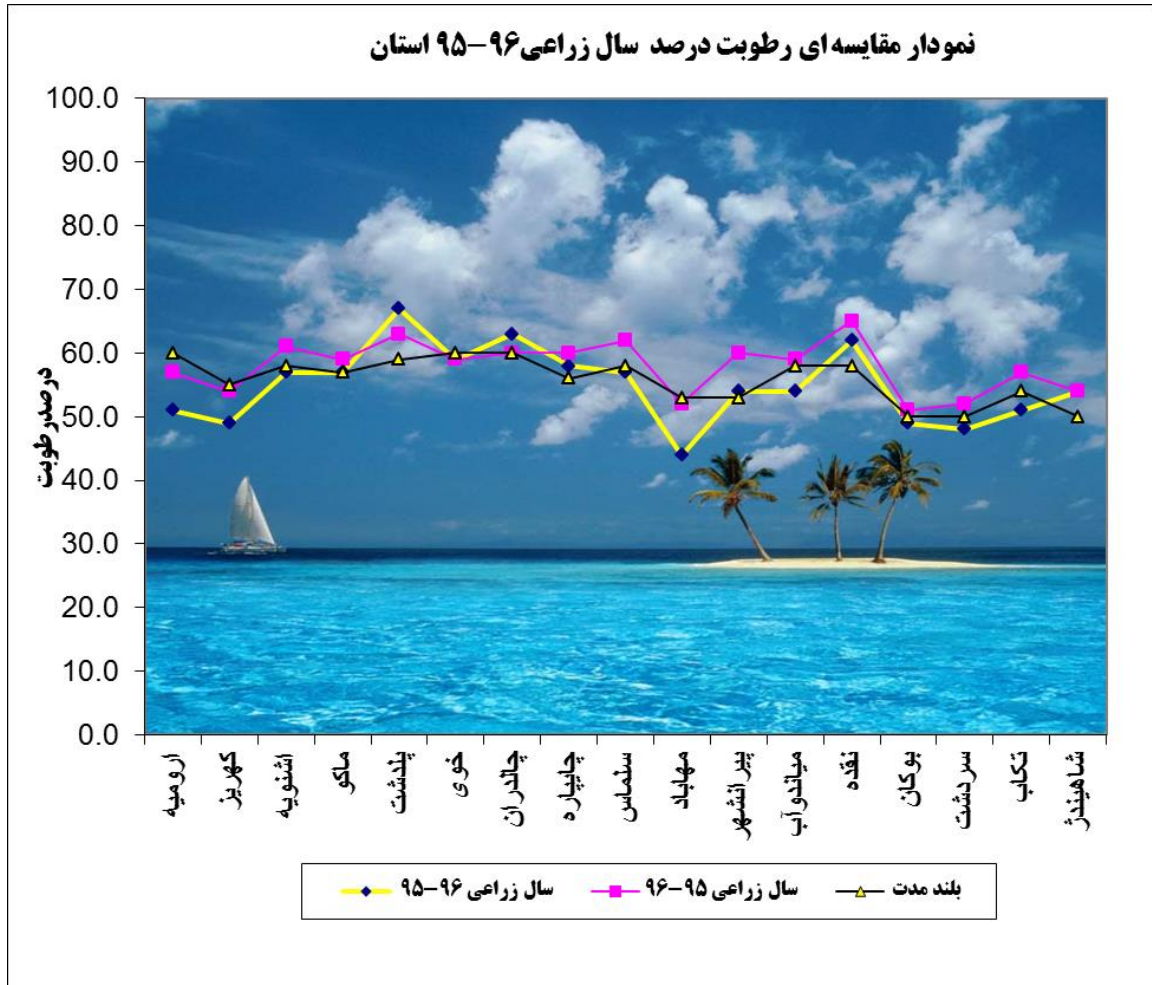 نمودار مقایسه ای رطوبت درصد سال زراعی۹۶-۹۵ استان
100.0
90.0
80.0
70.0
60.0
50.0
40.0
30.0
20.0
10.0
0.0
درصدرطوبت
ارومیه
کهریز
اشنویه
ماکو
پلدشت
خوی
چالدران
چایپاره
سلماس
مهاباد
پیرانشهر
میاندوآب
نقده
بوکان
سردشت
تکاب
شاهیندژ
سال زراعی ۹۶-۹۵
سال زراعی ۹۵-۹۶
بلند مدت